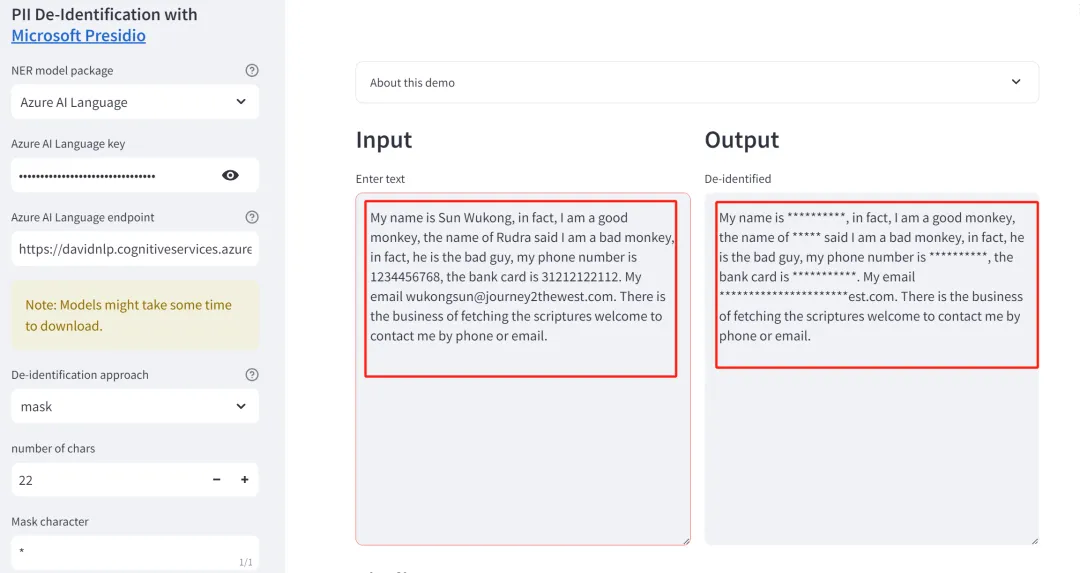 PII De-Identification with
Microsoft Presidio
NER model package
Azure AI Language
Azure AI Language key
Azure AI Language endpoint
https://davidnlp.cognitiveservices.azure
Note: Models might take some time
to download.
De-identification approach
mask
number of chars
22
Mask character
*
1/1
About this demo
Input
Enter text
My name is Sun Wukong, in fact, I am a good
monkey, the name of Rudra said I am a bad monkey,
in fact, he is the bad guy, my phone number is
1234456768, the bank card is 31212122112. My
email wukongsun@journey2thewest.com. There is
the business of fetching the scriptures welcome to
contact me by phone or email.
Output
De-identified
My name is **********, in fact, I am a good monkey,
the name of ***** said I am a bad monkey, in fact, he
is the bad guy, my phone number is **********, the
bank card is ***********. My email
**********************est.com. There is the business
of fetching the scriptures welcome to contact me by
phone or email.